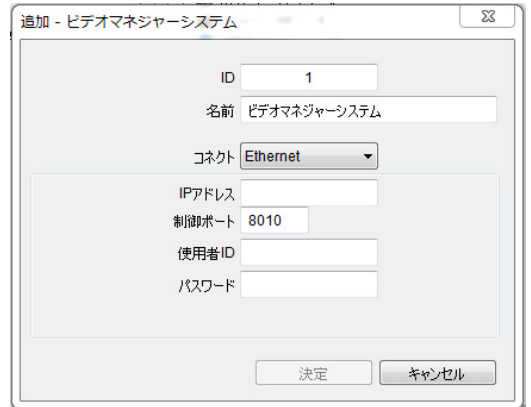 追加 - ビデオマネジャーシステム
ID 1
名前 ビデオマネジャーシステム
コネクト Ethernet
IPアドレス
制御ポート 8010
使用者ID
パスワード
決定 キャンセル